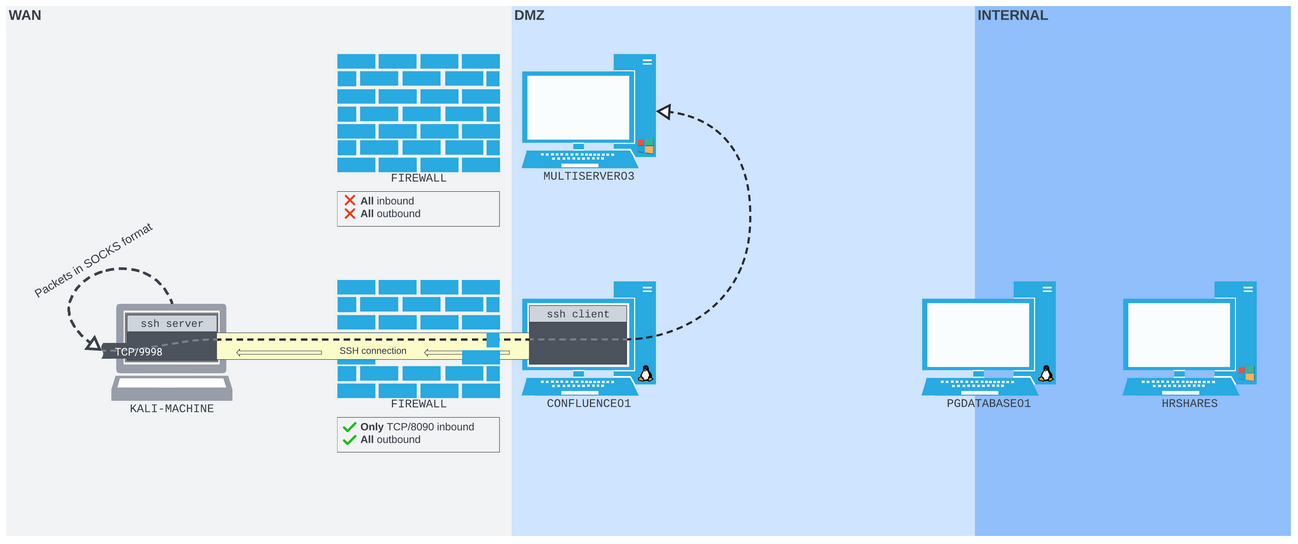 WAN
DMZ
INTERNAL
FIREWALL
MULTISERVER03
All inbound
All outbound
Packets in SOCKS format
ssh server
ssh client
TCP/9998
SSH connection
KALI-MACHINE
FIREWALL
CONFLUENCE01
PGDATABASE01
HRSHARES
Only TCP/8090 inbound
All outbound